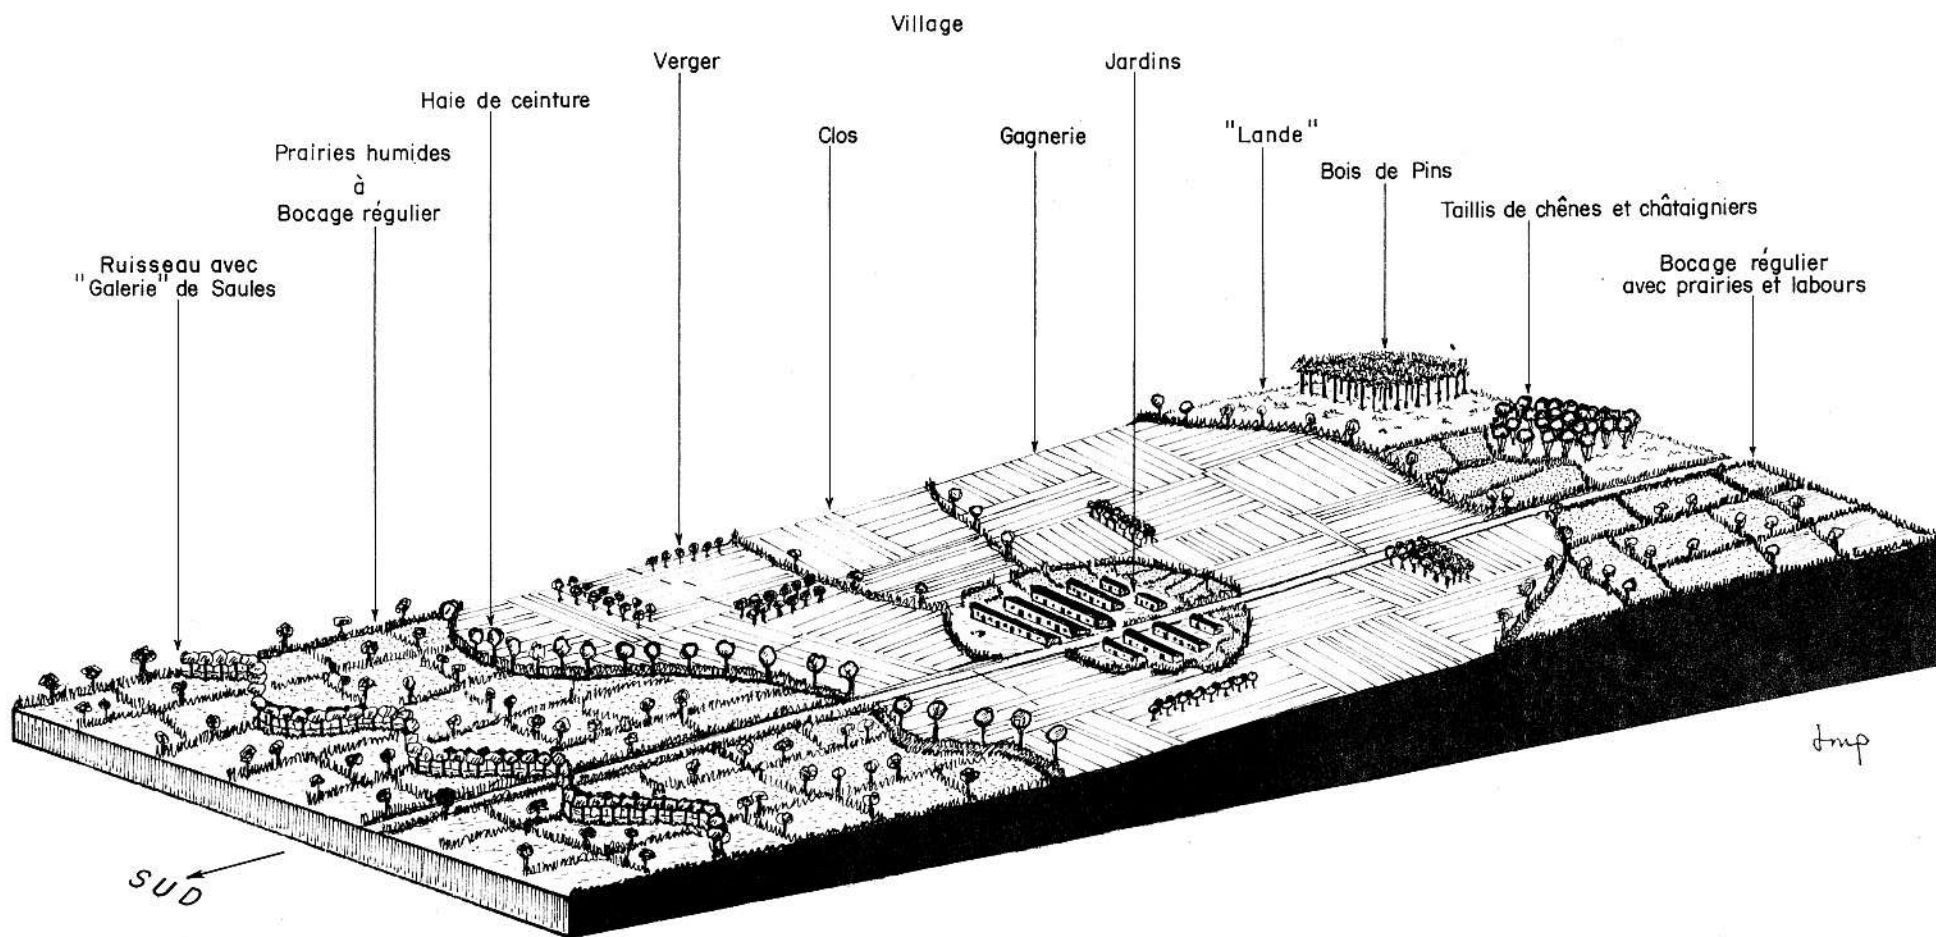 Village
Verger
Jardins
Haie de ceinture
Clos
Gagnerie
"Lande"
Prairies humides
à
Bocage régulier
Bois de Pins
Taillis de chênes et châtaigniers
Ruisseau avec
"Galerie" de Saules
Bocage régulier
avec prairies et labours
SUD